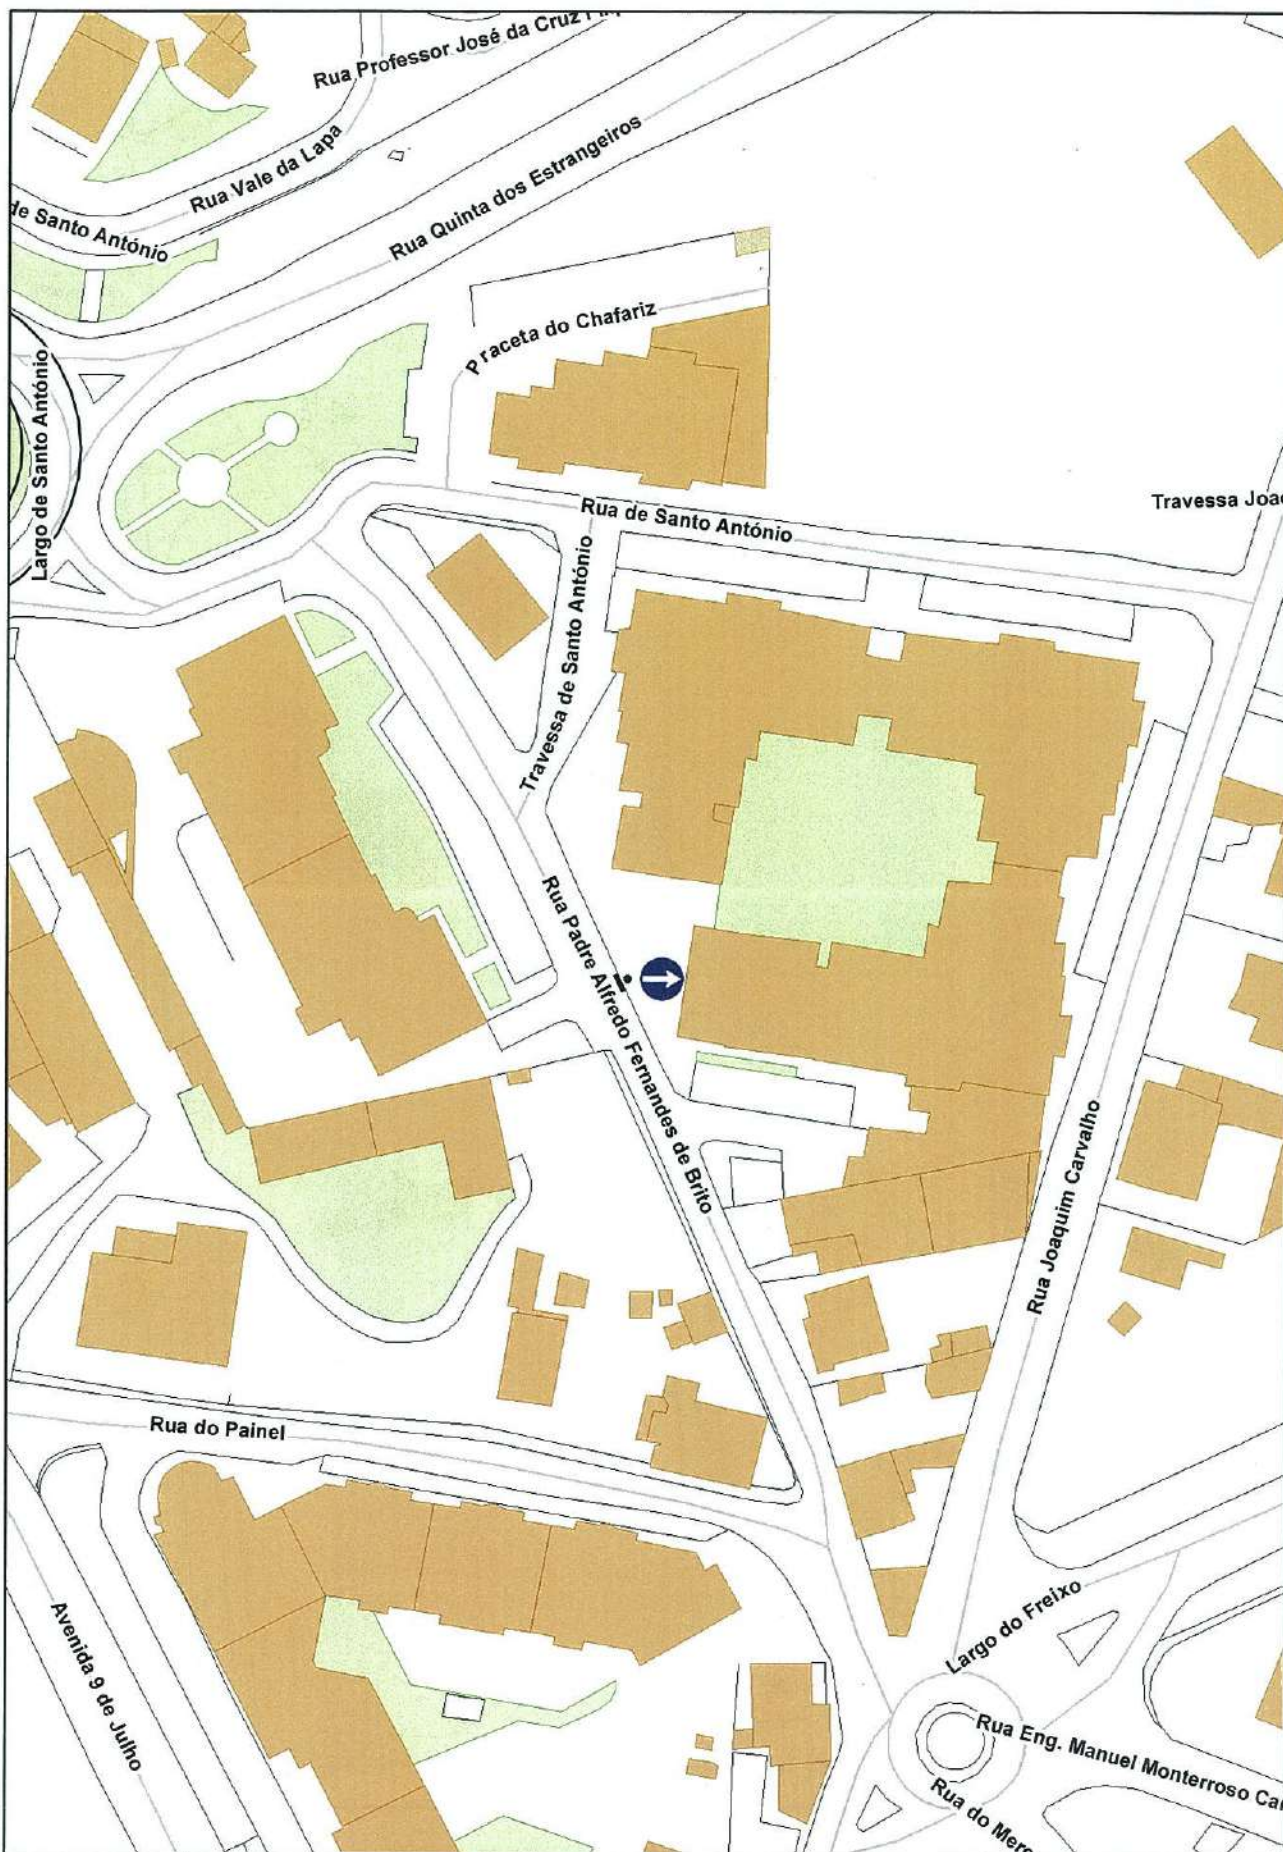 Rua Professor José da Cruz
Rua Vale da Lapa
Rua Quinta dos Estrangeiros
de Santo António
Praceta do Chafariz
Largo de Santo António
Rua de Santo António
Travessa
Travessa de Santo António
Rua Padre Alfredo Fernandes de Brito
Rua Joaquim Carvalho
Rua do Painel
Avenida 9 de Julho
Largo do Freixo
Rua Eng. Manuel Monterroso
Rua do